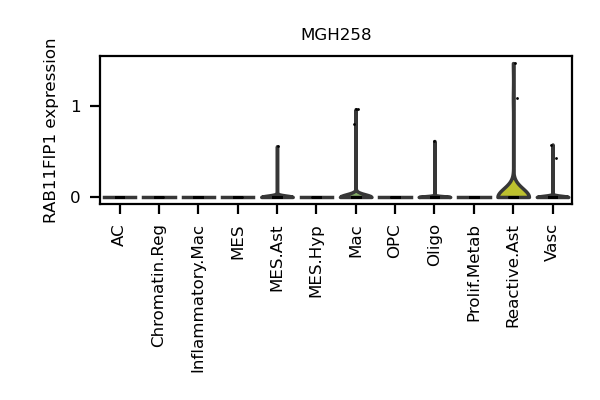 MGH258
RAB11FIP1 expression
1
0
AC
Chromatin.Reg
Inflammatory.Mac
MES
MES.Ast
MES.Hyp
Mac
OPC
Oligo
Prolif.Metab
Reactive.Ast
Vasc